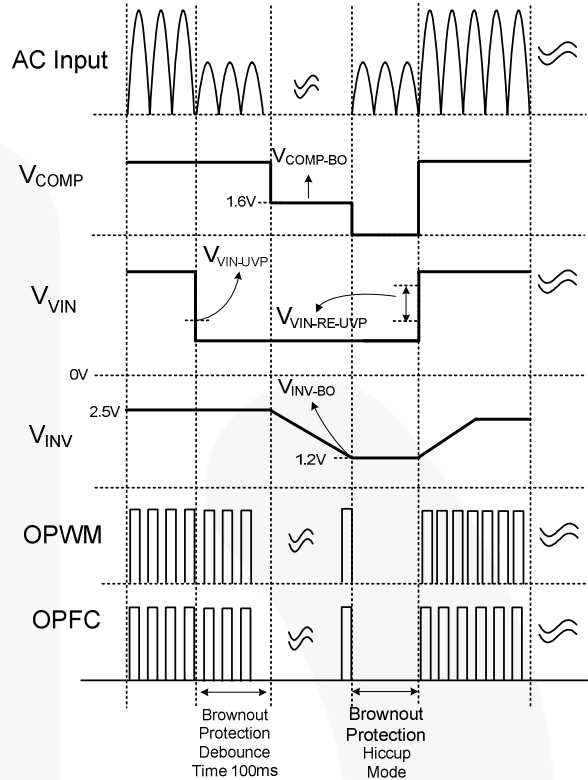 AC Input
VCOMP
VCOMP-BO
1.6V
VVIN-UVP
VVIN
VVIN-RE-UVP
0V
VINV-BO
2.5V
VINV
1.2V
OPWM
OPFC
Brownout
Protection
Debounce
Time 100ms
Brownout
Protection
Hiccup
Mode